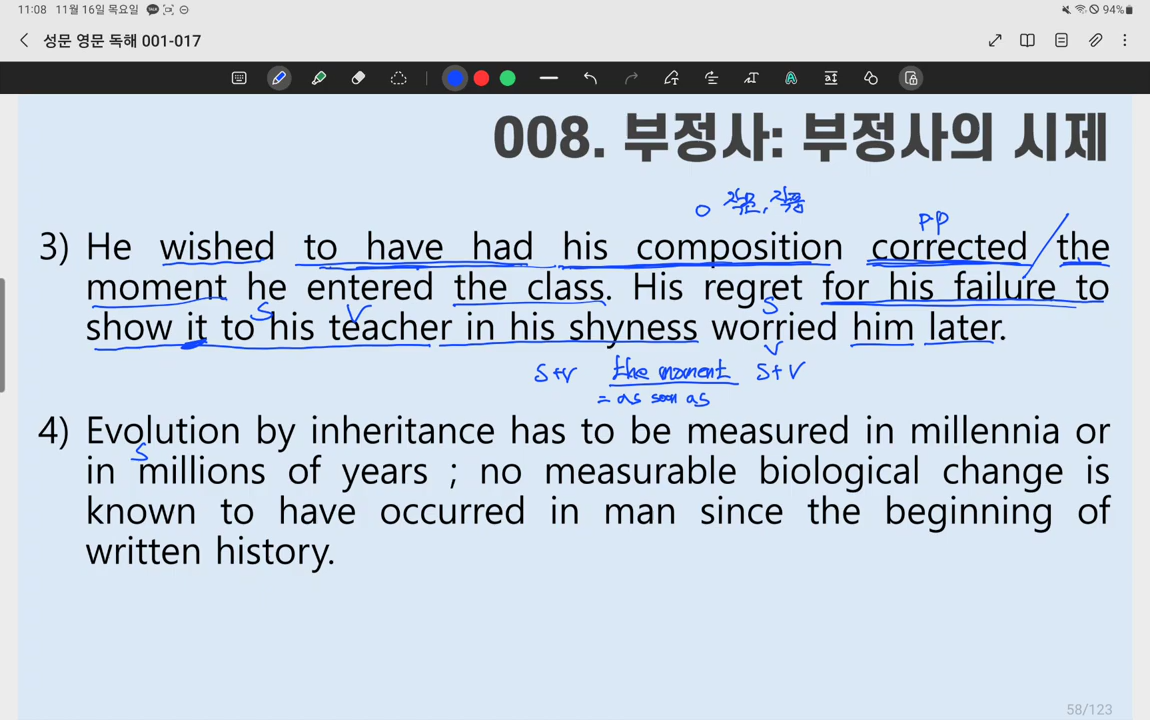 11:08 11월 16일 목요일
94%
성문 영문 독해 001-017
008. 부정사: 부정사의 시제
작문, 작품
pp
3) He wished to have had his composition corrected the
moment he entered the class. His regret for his failure to
S V S
show it to his teacher in his shyness worried him later.
V
S+V the moment S+V
= as soon as
4) Evolution by inheritance has to be measured in millennia or
S
in millions of years ; no measurable biological change is
known to have occurred in man since the beginning of
written history.
58/123